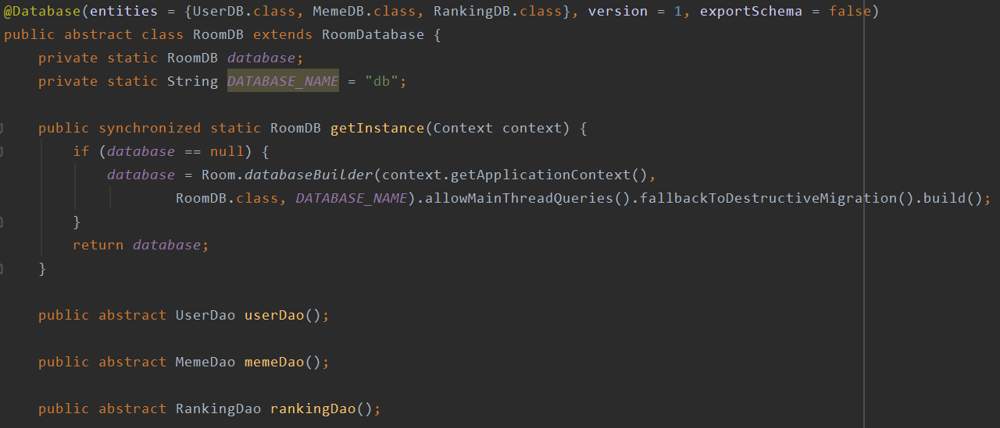 @Database(entities = {UserDB.class, MemeDB.class, RankingDB.class}, version = 1, exportSchema = false)
public abstract class RoomDB extends RoomDatabase {
    private static RoomDB database;
    private static String DATABASE_NAME = "db";

    public synchronized static RoomDB getInstance(Context context) {
        if (database == null) {
            database = Room.databaseBuilder(context.getApplicationContext(),
                    RoomDB.class, DATABASE_NAME).allowMainThreadQueries().fallbackToDestructiveMigration().build();
        }
        return database;
    }

    public abstract UserDao userDao();

    public abstract MemeDao memeDao();

    public abstract RankingDao rankingDao();